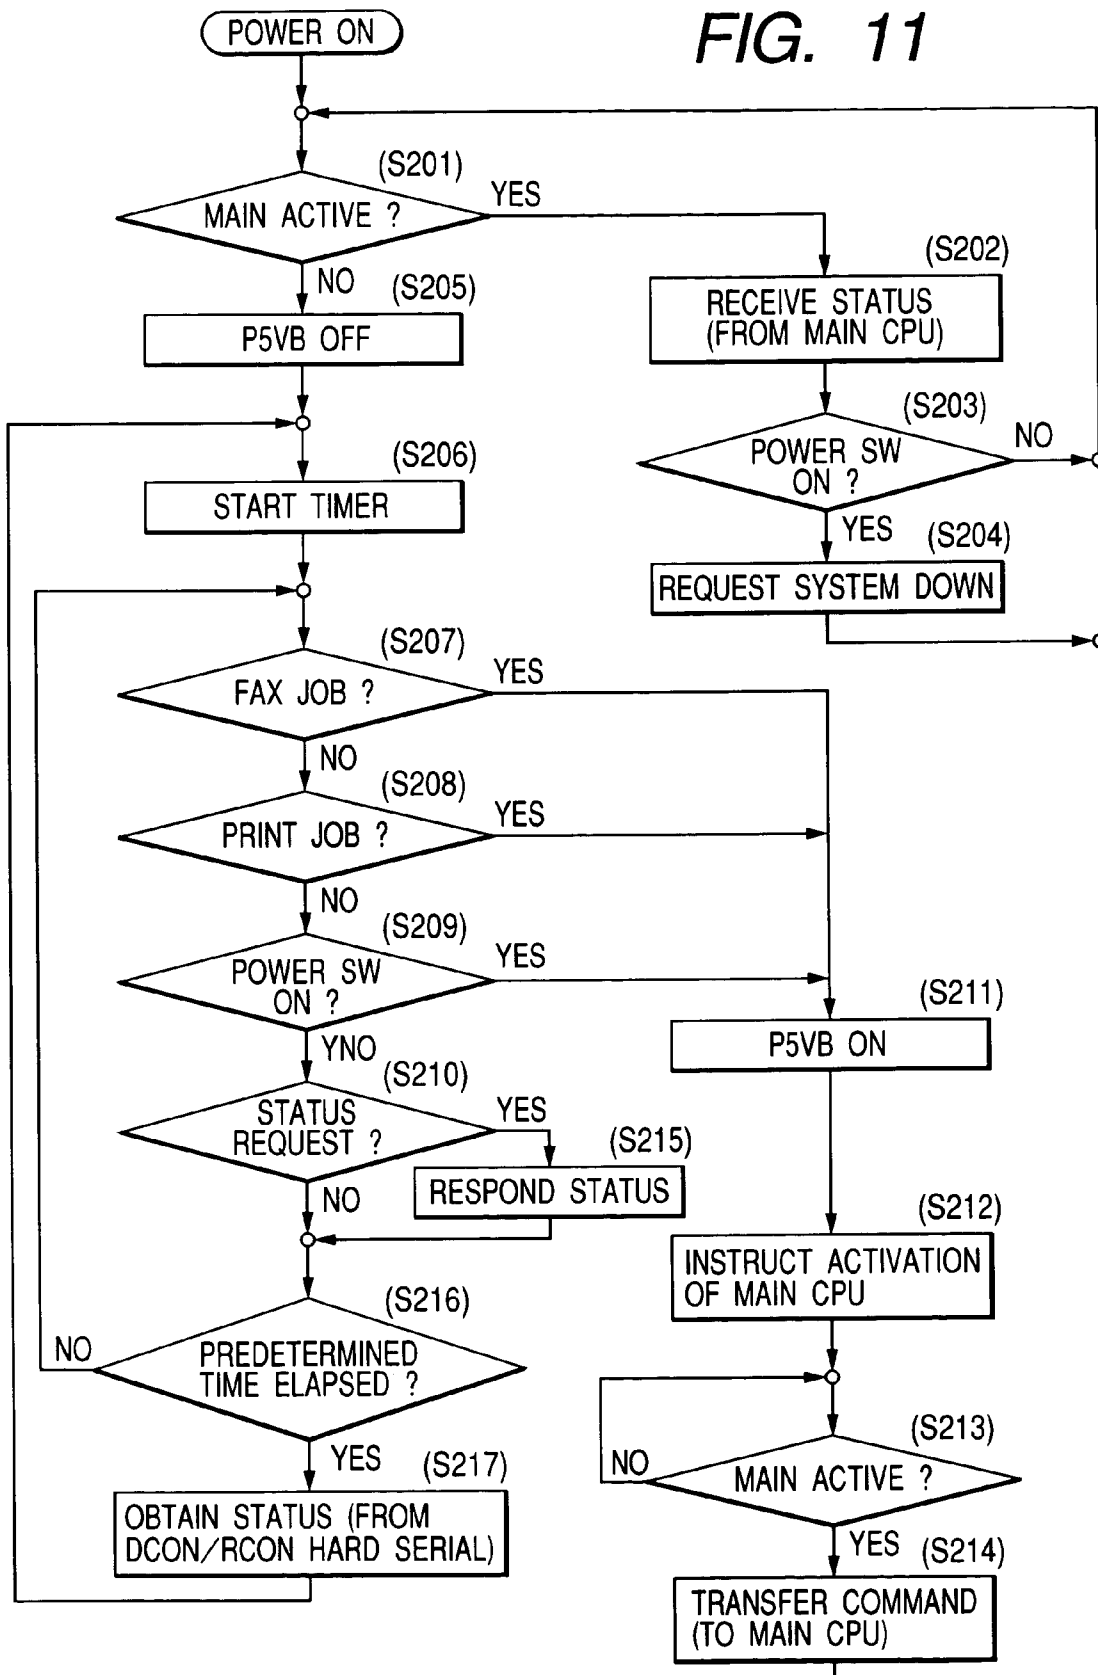 FIG. 11
POWER ON
(S201)
MAIN ACTIVE ?
YES
NO
(S202)
RECEIVE STATUS
(FROM MAIN CPU)
(S203)
POWER SW
ON ?
NO
YES
(S204)
REQUEST SYSTEM DOWN
(S205)
P5VB OFF
(S206)
START TIMER
(S207)
FAX JOB ?
YES
NO
(S208)
PRINT JOB ?
YES
NO
(S209)
POWER SW
ON ?
YES
YNO
(S210)
STATUS
REQUEST ?
YES
NO
(S215)
RESPOND STATUS
(S216)
PREDETERMINED
TIME ELAPSED ?
NO
YES
(S217)
OBTAIN STATUS (FROM
DCON/RCON HARD SERIAL)
(S211)
P5VB ON
(S212)
INSTRUCT ACTIVATION
OF MAIN CPU
(S213)
MAIN ACTIVE ?
NO
YES
(S214)
TRANSFER COMMAND
(TO MAIN CPU)